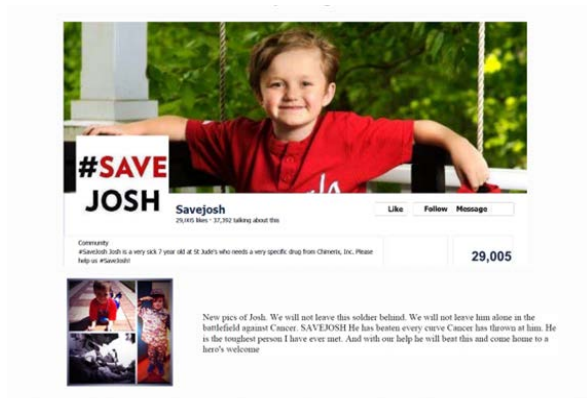 #SAVE
JOSH
Savejosh
29,005 likes · 37,392 talking about this
Like Follow Message
Community
#SaveJosh Josh is a very sick 7 year old at St Jude's who needs a very specific drug from Chimerix, Inc. Please
help us #SaveJosh!
29,005
New pics of Josh. We will not leave this soldier behind. We will not leave him alone in the
battlefield against Cancer. SAVEJOSH He has beaten every curve Cancer has thrown at him. He
is the toughest person I have ever met. And with our help he will beat this and come home to a
hero's welcome